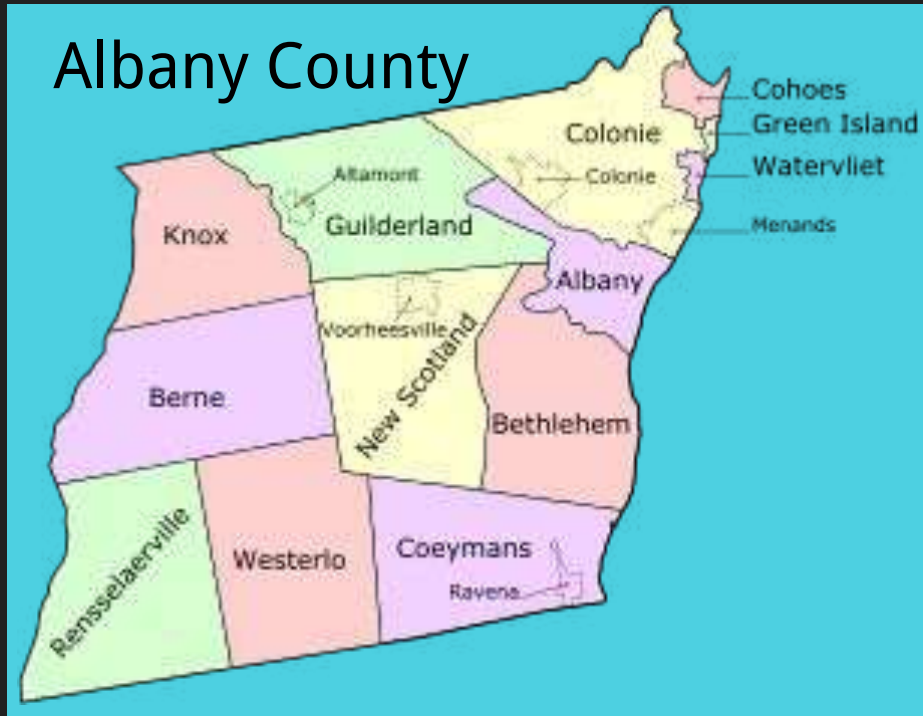 Albany County
Cohoes
Green Island
Colonie
Watervliet
Altamont
Colonie
Knox
Guilderland
Menands
Albany
Voorheesville
New Scotland
Berne
Bethlehem
Rensselaerville
Westerlo
Coeymans
Ravena